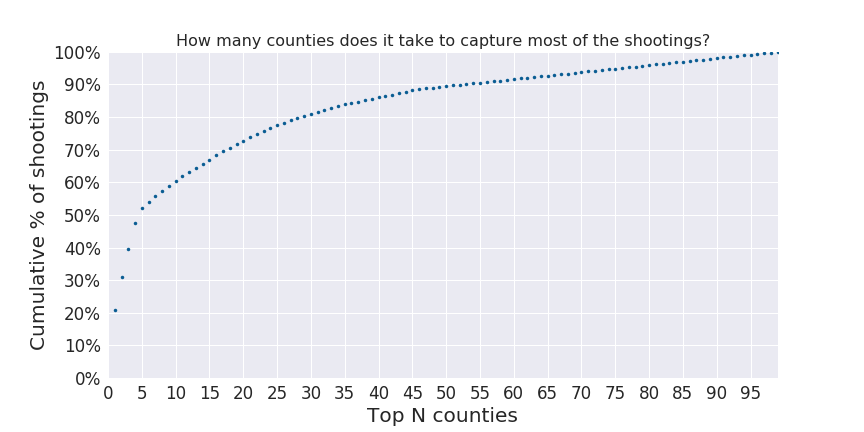 How many counties does it take to capture most of the shootings?
100%
90%
80%
70%
60%
50%
40%
30%
20%
10%
0%
Cumulative % of shootings
0 5 10 15 20 25 30 35 40 45 50 55 60 65 70 75 80 85 90 95
Top N counties